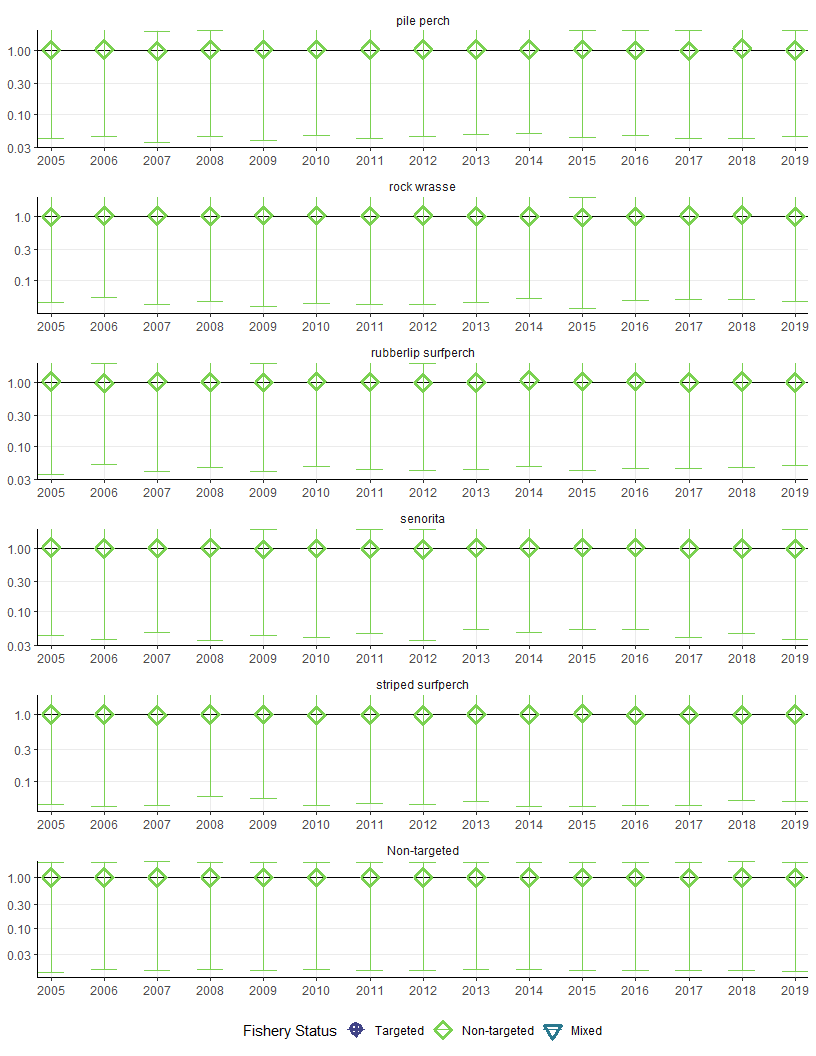 pile perch
1.00
0.30
0.10
0.03
2005 2006 2007 2008 2009 2010 2011 2012 2013 2014 2015 2016 2017 2018 2019
rock wrasse
1.0
0.3
0.1
2005 2006 2007 2008 2009 2010 2011 2012 2013 2014 2015 2016 2017 2018 2019
rubberlip surfperch
1.00
0.30
0.10
0.03
2005 2006 2007 2008 2009 2010 2011 2012 2013 2014 2015 2016 2017 2018 2019
senorita
1.00
0.30
0.10
0.03
2005 2006 2007 2008 2009 2010 2011 2012 2013 2014 2015 2016 2017 2018 2019
striped surfperch
1.0
0.3
0.1
2005 2006 2007 2008 2009 2010 2011 2012 2013 2014 2015 2016 2017 2018 2019
Non-targeted
1.00
0.30
0.10
0.03
2005 2006 2007 2008 2009 2010 2011 2012 2013 2014 2015 2016 2017 2018 2019
Fishery Status Targeted Non-targeted Mixed